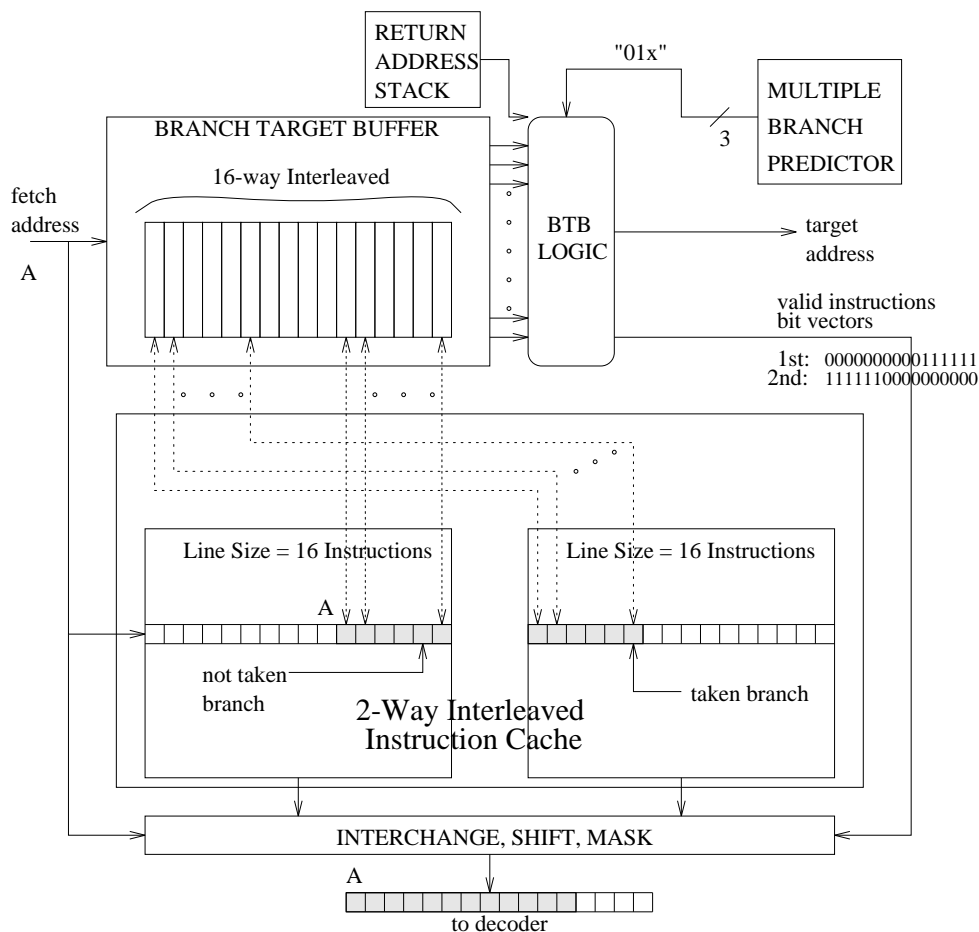 RETURN
ADDRESS
STACK
"01x"
MULTIPLE
BRANCH
PREDICTOR
3
BRANCH TARGET BUFFER
16-way Interleaved
fetch
address
A
BTB
LOGIC
target
address
valid instructions
bit vectors
1st: 0000000000111111
2nd: 1111110000000000
Line Size = 16 Instructions
Line Size = 16 Instructions
A
not taken
branch
taken branch
2-Way Interleaved
Instruction Cache
INTERCHANGE, SHIFT, MASK
A
to decoder